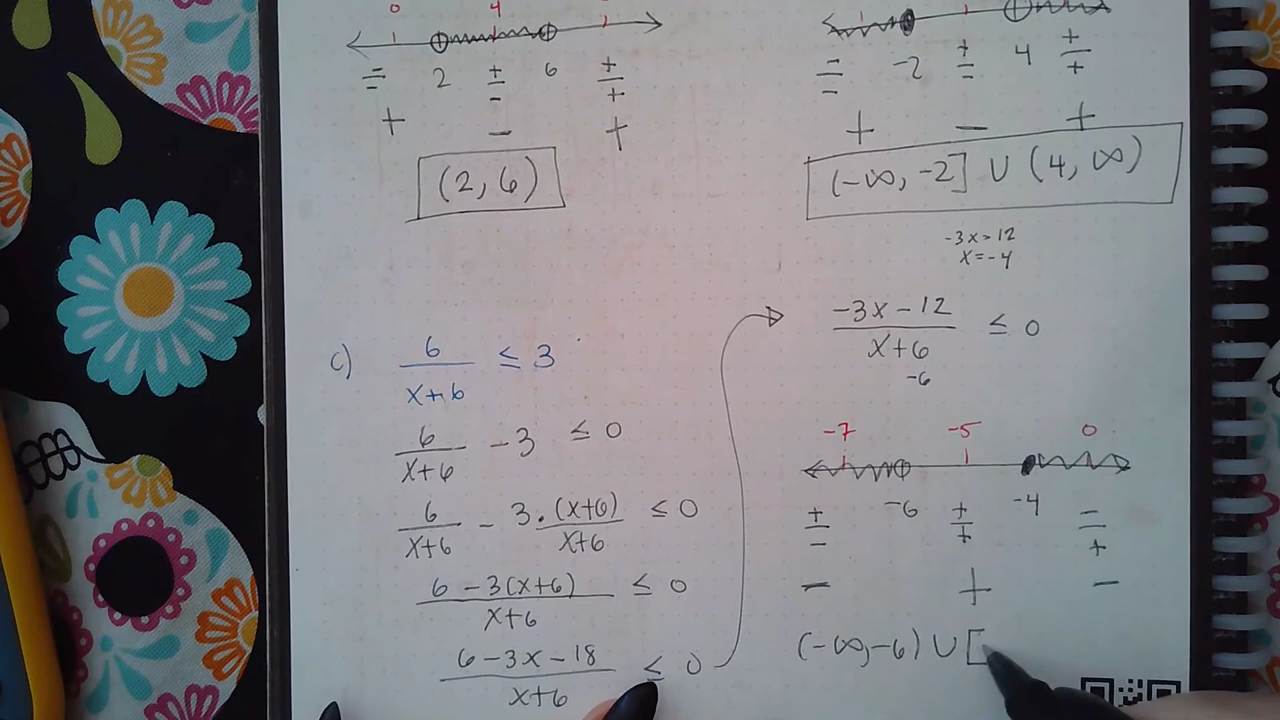 0 4
= 2 +/- 6 +/+
+ - +
(2, 6)
-/- -2 +/- 4 +/+
+ - +
(-∞, -2] ∪ (4, ∞)
c) 6/(x+6) ≤ 3
6/(x+6) - 3 ≤ 0
6/(x+6) - 3·(x+6)/(x+6) ≤ 0
(6 - 3(x+6))/(x+6) ≤ 0
(6 - 3x - 18)/(x+6) ≤ 0
-3x=12
x=-4
(-3x - 12)/(x+6) ≤ 0
-6
-7 -5 0
+/- -6 +/+ -4 -/+
- + -
(-∞, -6) ∪ [